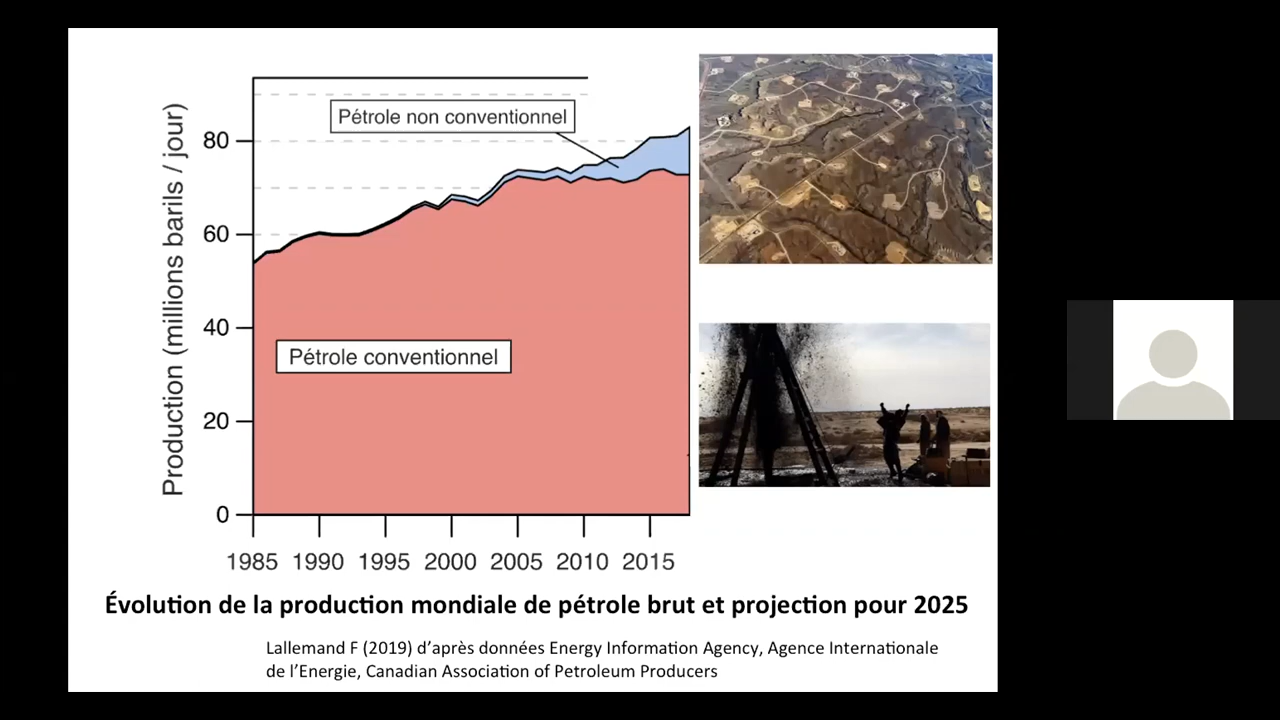 Pétrole non conventionnel
80
60
40
20
0
Production (millions barils / jour)
Pétrole conventionnel
1985 1990 1995 2000 2005 2010 2015
Évolution de la production mondiale de pétrole brut et projection pour 2025
Lallemand F (2019) d’après données Energy Information Agency, Agence Internationale
de l’Energie, Canadian Association of Petroleum Producers